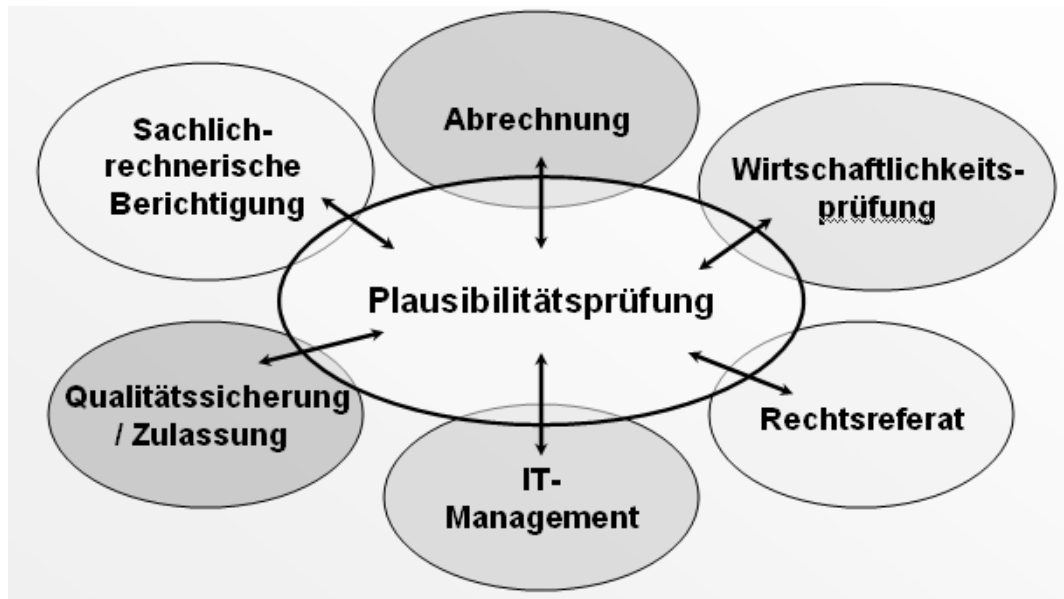 Abrechnung
Sachlich-
rechnerische
Berichtigung
Wirtschaftlichkeits-
prüfung
Plausibilitätsprüfung
Qualitätssicherung
/ Zulassung
Rechtsreferat
IT-
Management